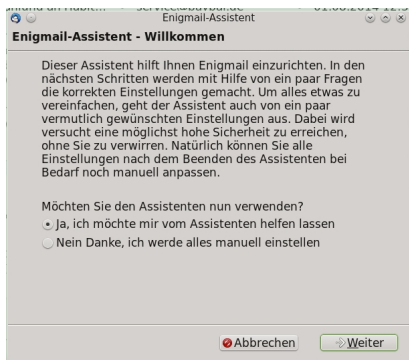 Enigmail-Assistent
Enigmail-Assistent - Willkommen
Dieser Assistent hilft Ihnen Enigmail einzurichten. In den
nächsten Schritten werden mit Hilfe von ein paar Fragen
die korrekten Einstellungen gemacht. Um alles etwas zu
vereinfachen, geht der Assistent auch von ein paar
vermutlich gewünschten Einstellungen aus. Dabei wird
versucht eine möglichst hohe Sicherheit zu erreichen,
ohne Sie zu verwirren. Natürlich können Sie alle
Einstellungen nach dem Beenden des Assistenten bei
Bedarf noch manuell anpassen.
Möchten Sie den Assistenten nun verwenden?
Ja, ich möchte mir vom Assistenten helfen lassen
Nein Danke, ich werde alles manuell einstellen
Abbrechen
Weiter